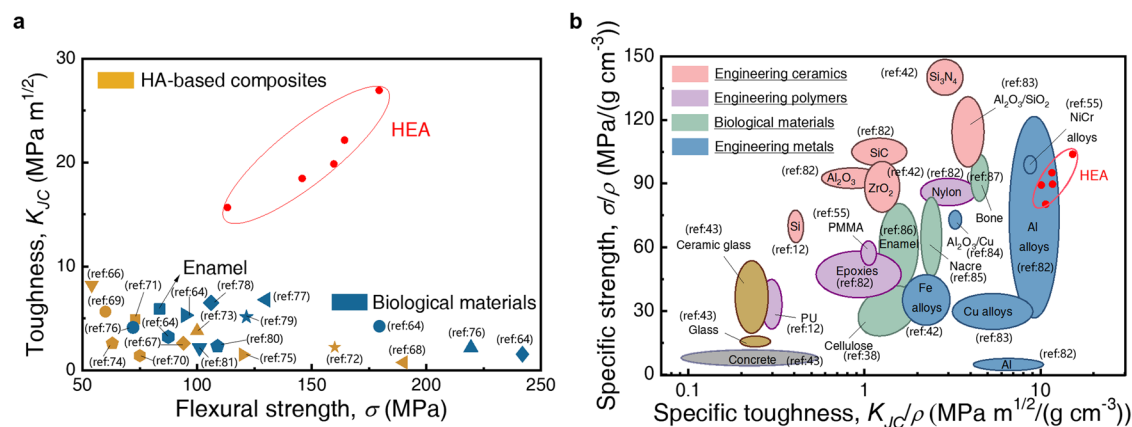 a
Toughness, K_JC (MPa m^1/2)
30
20
10
0
HA-based composites
HEA
Enamel
Biological materials
(ref:66)
(ref:69)
(ref:71)
(ref:64)
(ref:78)
(ref:77)
(ref:76)
(ref:64)
(ref:73)
(ref:79)
(ref:64)
(ref:76)
(ref:64)
(ref:67)
(ref:80)
(ref:74)
(ref:70)
(ref:81)
(ref:75)
(ref:72)
(ref:68)
50
100
150
200
250
Flexural strength, σ (MPa)
b
Specific strength, σ/ρ (MPa/(g cm⁻³))
150
120
90
60
30
0
Engineering ceramics
Engineering polymers
Biological materials
Engineering metals
(ref:42)
Si₃N₄
(ref:83)
Al₂O₃/SiO₂
(ref:55)
NiCr
alloys
(ref:82)
SiC
(ref:82)
Al₂O₃
ZrO₂
(ref:42)
(ref:82)
Nylon
(ref:87)
Bone
HEA
Si
(ref:12)
(ref:55)
PMMA
(ref:86)
Enamel
Al₂O₃/Cu
(ref:84)
Nacre
(ref:85)
Al
alloys
(ref:82)
(ref:43)
Ceramic glass
Epoxies
(ref:82)
Fe
alloys
(ref:42)
Cu alloys
(ref:83)
(ref:43)
Glass
PU
(ref:12)
Cellulose
(ref:38)
Concrete
(ref:43)
Al
(ref:82)
0.1
1
10
Specific toughness, K_JC/ρ (MPa m^1/2/(g cm⁻³))